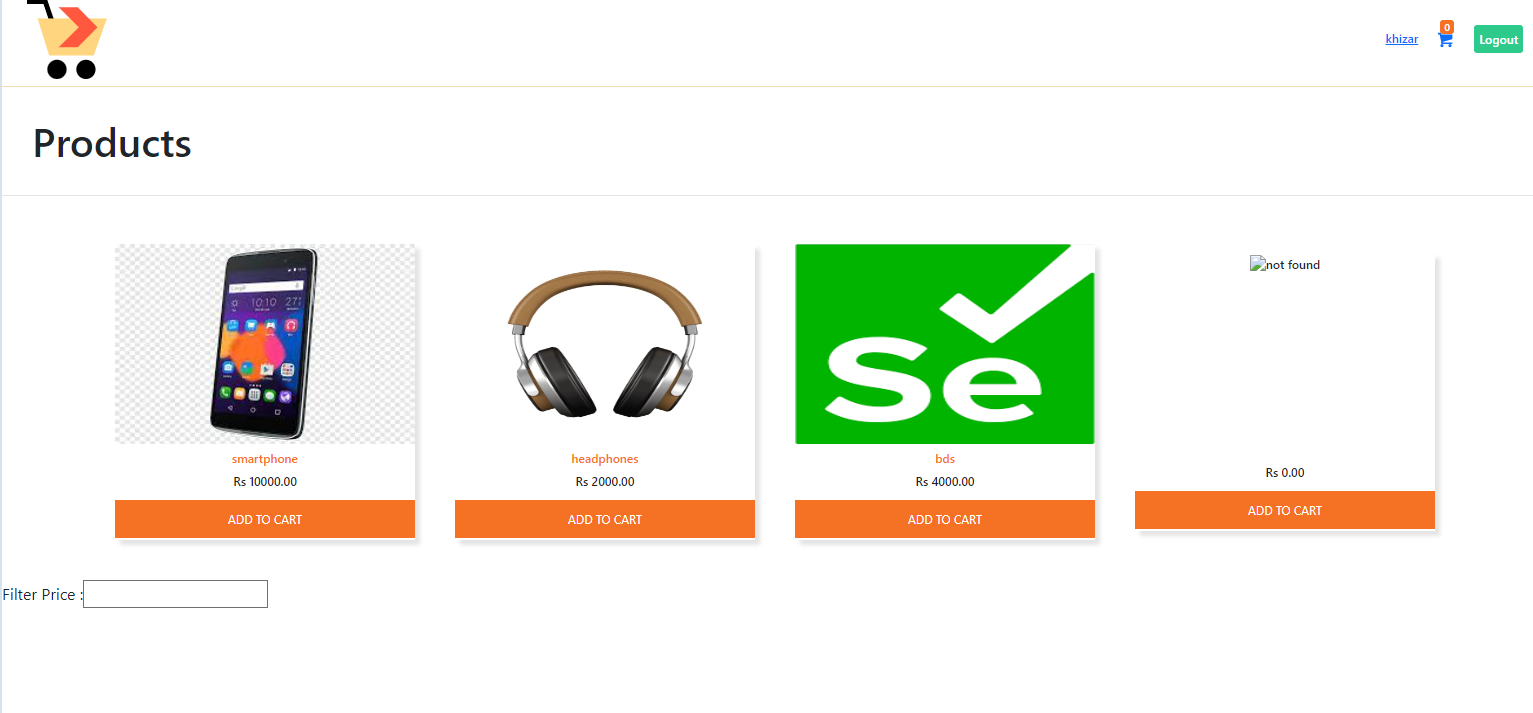 khizar
0
Logout
Products
10:10 27°
Se
not found
smartphone
headphones
bds
Rs 10000.00
Rs 2000.00
Rs 4000.00
Rs 0.00
ADD TO CART
ADD TO CART
ADD TO CART
ADD TO CART
Filter Price :